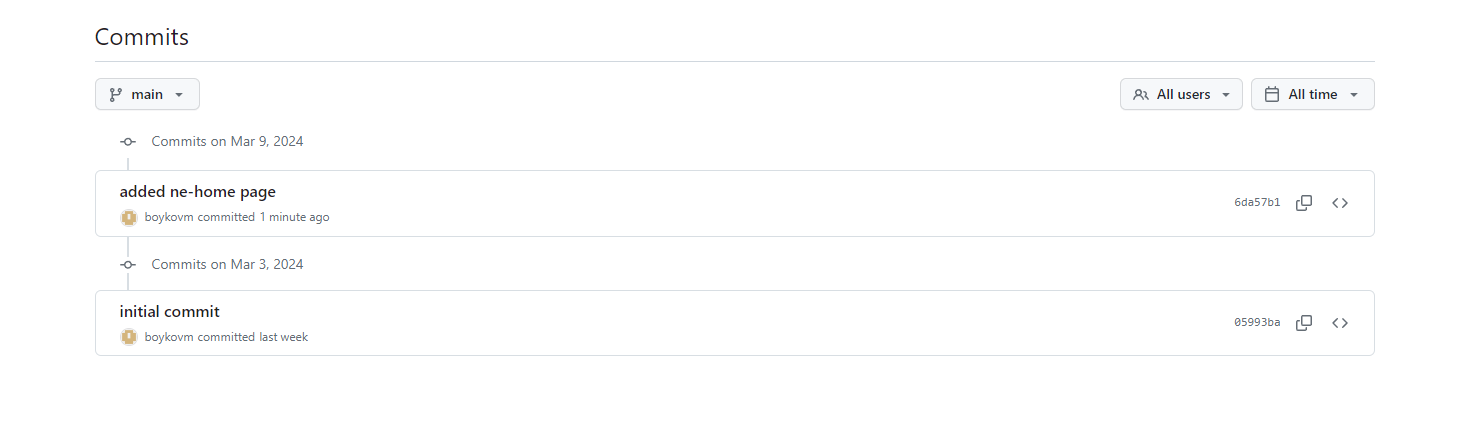 Commits
main All users All time
Commits on Mar 9, 2024
added ne-home page
6da57b1
boykovm committed 1 minute ago
Commits on Mar 3, 2024
initial commit
05993ba
boykovm committed last week